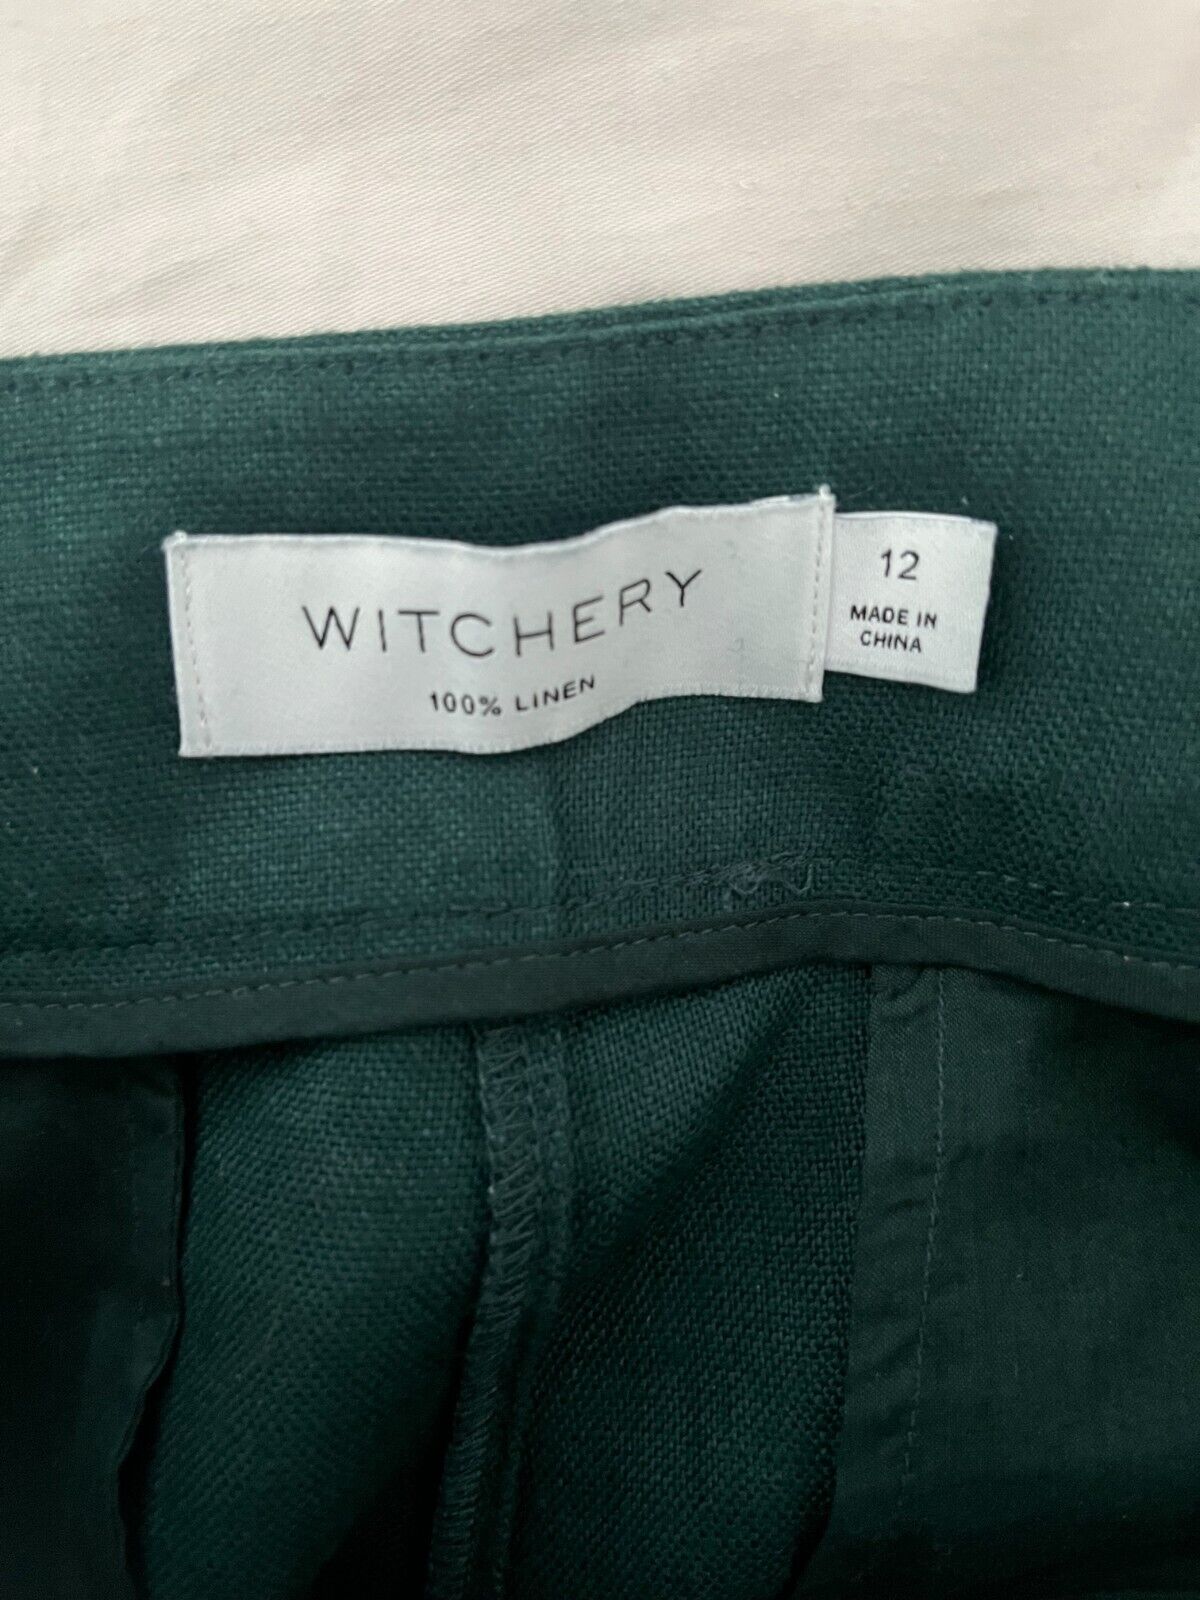 WITCHERY
100% LINEN
12
MADE IN
CHINA